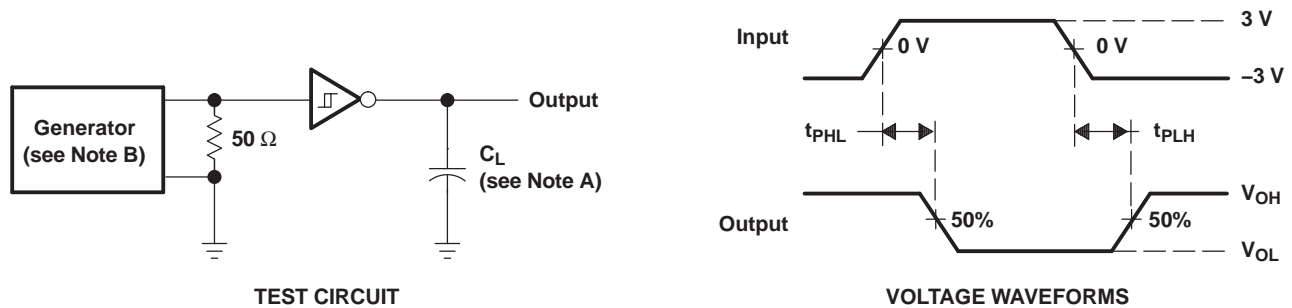 Generator
(see Note B)
50 Ω
Output
C_L
(see Note A)
TEST CIRCUIT
Input
0 V
0 V
3 V
–3 V
t_PHL
t_PLH
Output
50%
50%
V_OH
V_OL
VOLTAGE WAVEFORMS